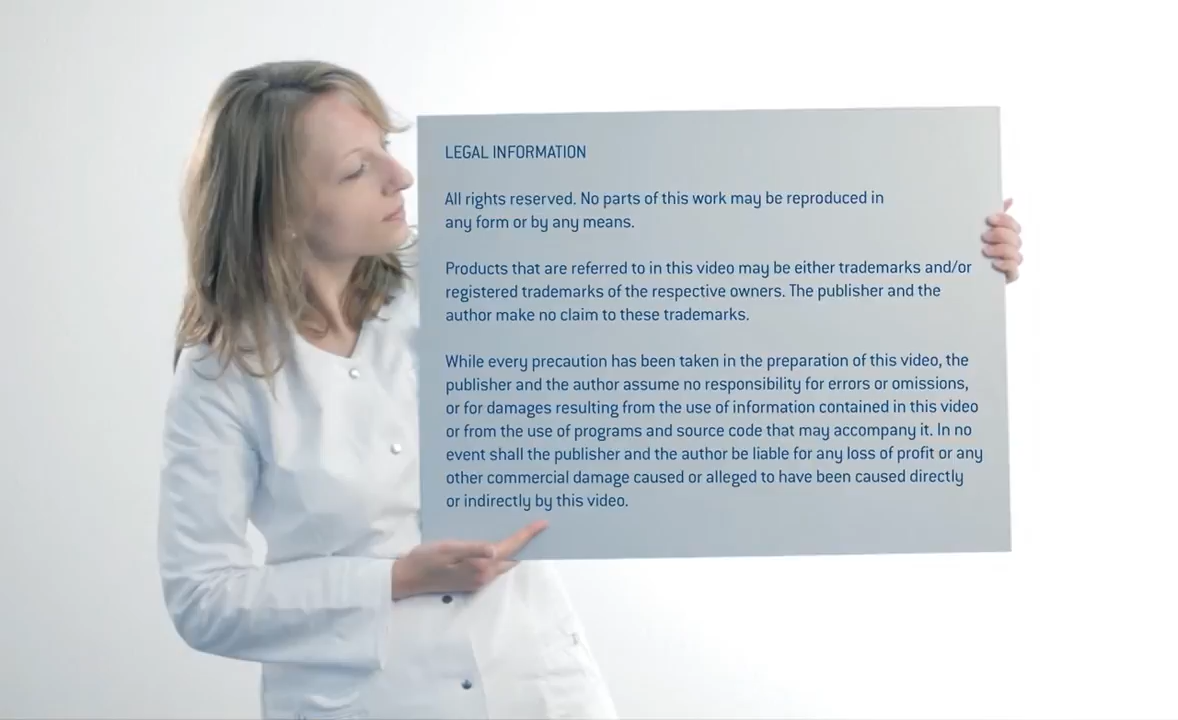 LEGAL INFORMATION
All rights reserved. No parts of this work may be reproduced in
any form or by any means.
Products that are referred to in this video may be either trademarks and/or
registered trademarks of the respective owners. The publisher and the
author make no claim to these trademarks.
While every precaution has been taken in the preparation of this video, the
publisher and the author assume no responsibility for errors or omissions,
or for damages resulting from the use of information contained in this video
or from the use of programs and source code that may accompany it. In no
event shall the publisher and the author be liable for any loss of profit or any
other commercial damage caused or alleged to have been caused directly
or indirectly by this video.